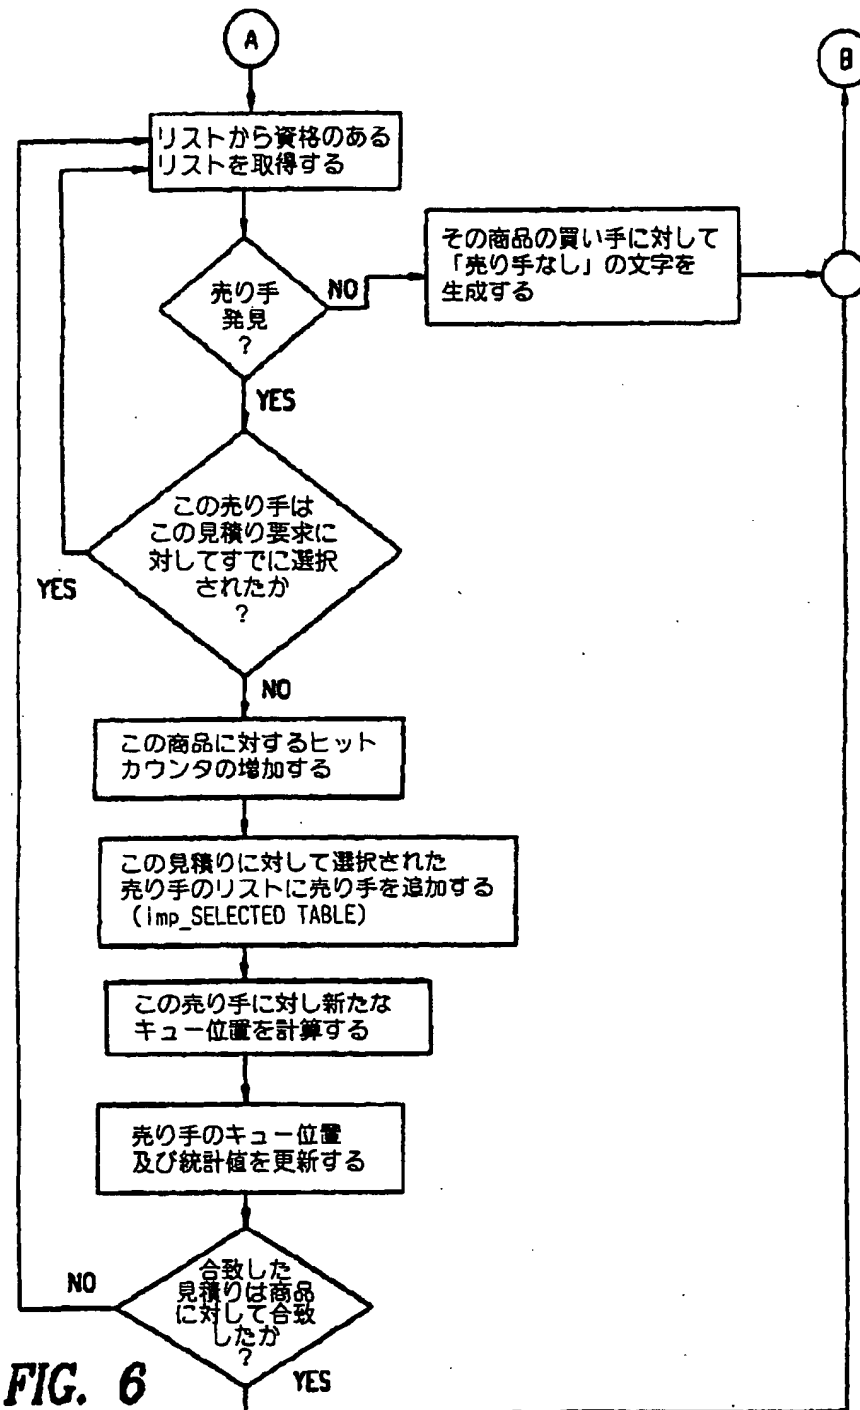 A
B
リストから資格のある
リストを取得する
売り手
発見
?
NO
その商品の買い手に対して
「売り手なし」の文字を
生成する
YES
この売り手は
この見積り要求に
対してすでに選択
されたか
?
YES
NO
この商品に対するヒット
カウンタの増加する
この見積りに対して選択された
売り手のリストに売り手を追加する
(imp_SELECTED TABLE)
この売り手に対し新たな
キュー位置を計算する
売り手のキュー位置
及び統計値を更新する
合致した
見積りは商品
に対して合致
したか
?
NO
YES
FIG. 6